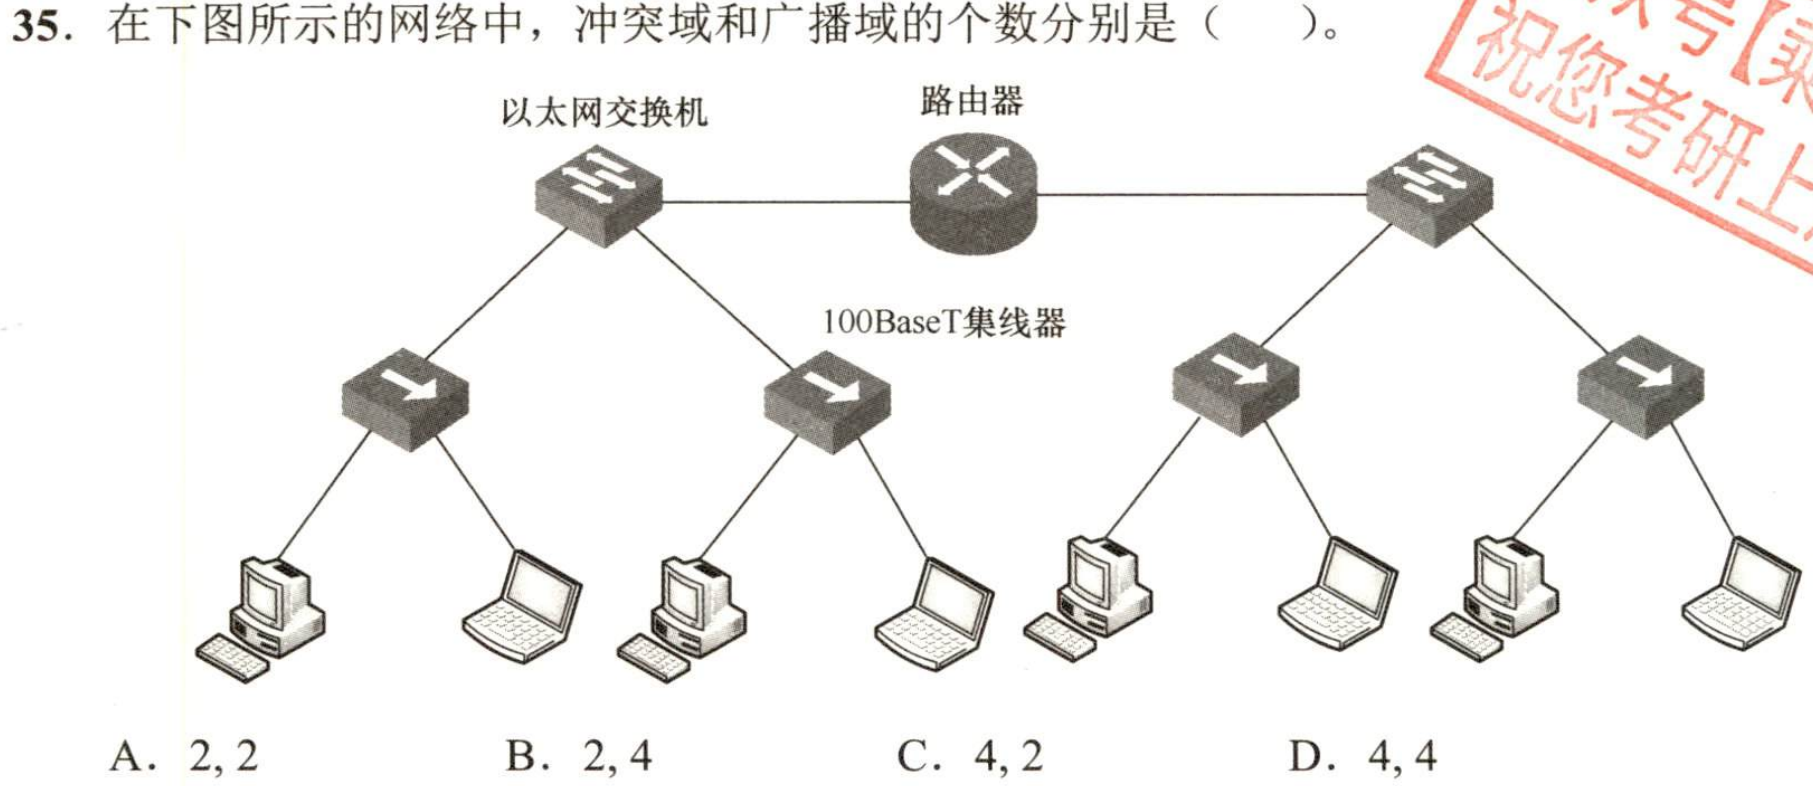 35. 在下图所示的网络中，冲突域和广播域的个数分别是（　　）。
号【乘
祝您考研上
以太网交换机
路由器
100BaseT集线器
A. 2, 2　B. 2, 4　C. 4, 2　D. 4, 4